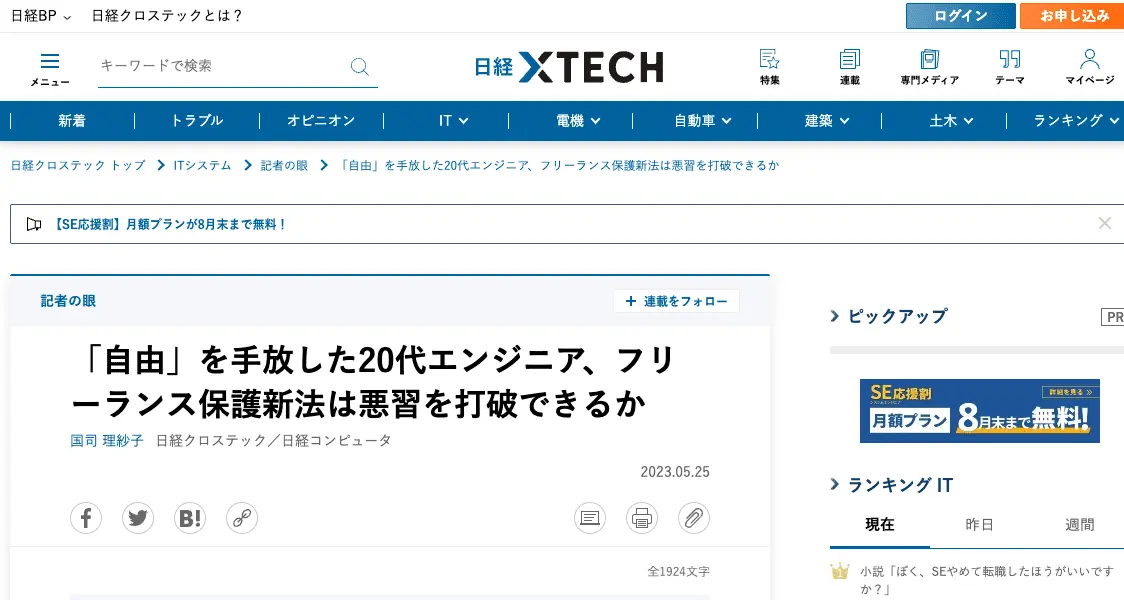 日経BP
日経クロステックとは？
ログイン
お申し込み
メニュー
キーワードで検索
日経 XTECH
特集
連載
専門メディア
テーマ
マイページ
新着
トラブル
オピニオン
IT
電機
自動車
建築
土木
ランキング
日経クロステック トップ
ITシステム
記者の眼
「自由」を手放した20代エンジニア、フリーランス保護新法は悪習を打破できるか
【SE応援割】月額プランが8月末まで無料！
記者の眼
連載をフォロー
「自由」を手放した20代エンジニア、フリ
ーランス保護新法は悪習を打破できるか
国司 理紗子 日経クロステック／日経コンピュータ
2023.05.25
B!
全1924文字
ピックアップ
PR
SE応援割
詳細を見る
月額プラン
8月末まで無料!
ランキング IT
現在
昨日
週間
1
小説「ぼく、SEやめて転職したほうがいいです
か？」